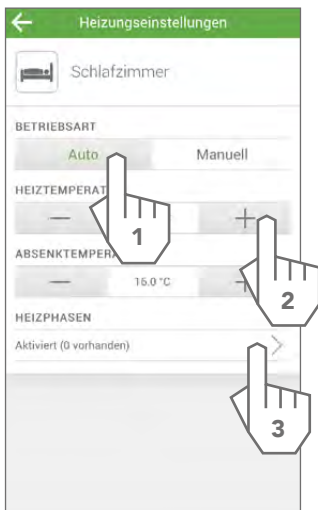 Heizungseinstellungen
Schlafzimmer
BETRIEBSART
Auto Manuell
HEIZTEMPERAT
1
2
ABSENKTEMPERA
16.0 °C
HEIZPHASEN
Aktiviert (0 vorhanden)
3